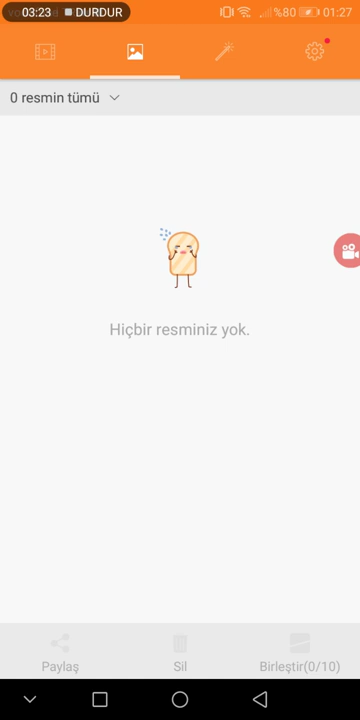 03:23 DURDUR %80 01:27
0 resmin tümü
Hiçbir resminiz yok.
Paylaş Sil Birleştir(0/10)